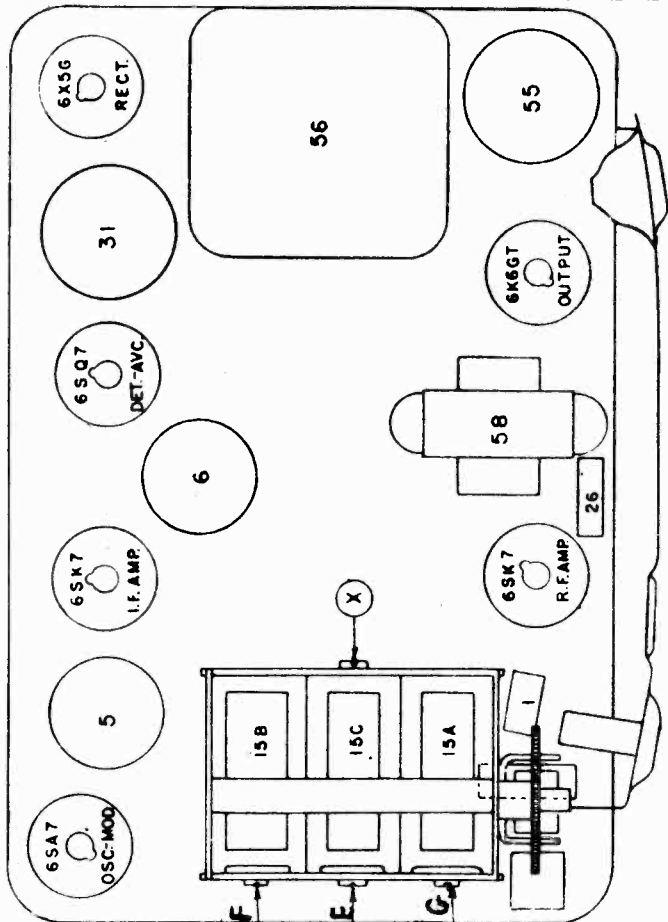 6X5G
RECT.
56
55
31
6K6GT
OUTPUT
6SQ7
DET.-AVC.
58
6
26
6SK7
I.F. AMP.
6SK7
R.F. AMP.
X
5
15B
15C
15A
1
6SA7
OSC-MOD.
F
E
G